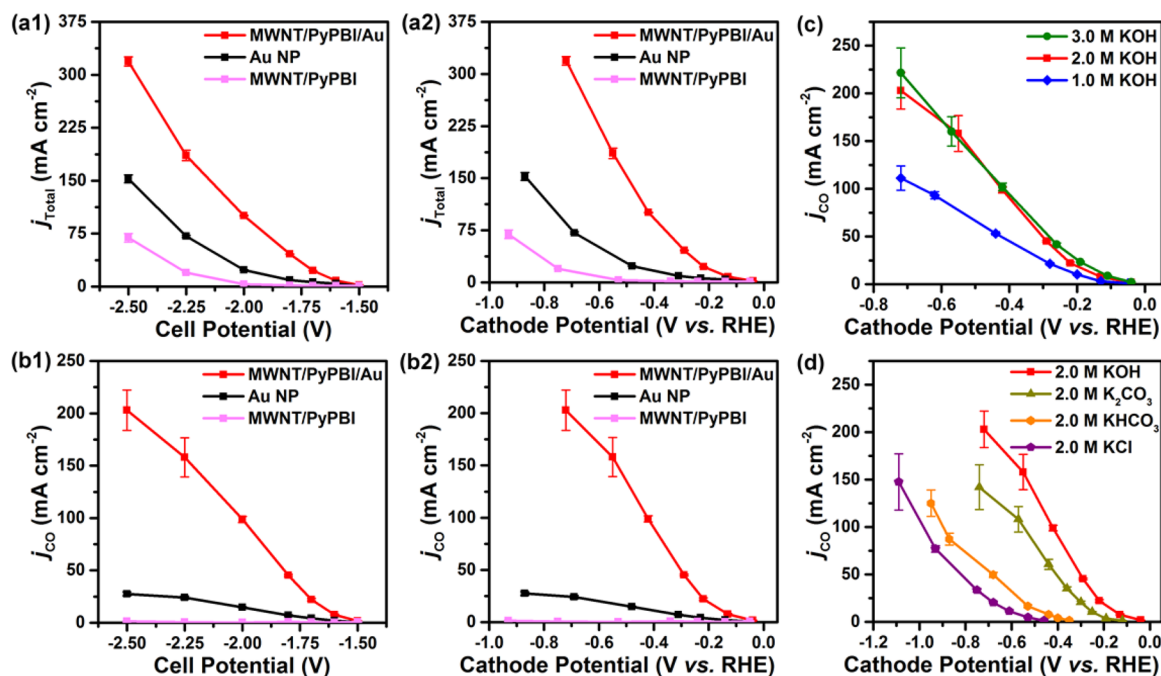 (a1)
375
300
225
150
75
0
j_Total (mA cm⁻²)
MWNT/PyPBI/Au
Au NP
MWNT/PyPBI
-2.50 -2.25 -2.00 -1.75 -1.50
Cell Potential (V)
(a2)
375
300
225
150
75
0
j_Total (mA cm⁻²)
MWNT/PyPBI/Au
Au NP
MWNT/PyPBI
-1.0 -0.8 -0.6 -0.4 -0.2 0.0
Cathode Potential (V vs. RHE)
(c)
250
200
150
100
50
0
j_CO (mA cm⁻²)
3.0 M KOH
2.0 M KOH
1.0 M KOH
-0.8 -0.6 -0.4 -0.2 0.0
Cathode Potential (V vs. RHE)
(b1)
250
200
150
100
50
0
j_CO (mA cm⁻²)
MWNT/PyPBI/Au
Au NP
MWNT/PyPBI
-2.50 -2.25 -2.00 -1.75 -1.50
Cell Potential (V)
(b2)
250
200
150
100
50
0
j_CO (mA cm⁻²)
MWNT/PyPBI/Au
Au NP
MWNT/PyPBI
-1.0 -0.8 -0.6 -0.4 -0.2 0.0
Cathode Potential (V vs. RHE)
(d)
250
200
150
100
50
0
j_CO (mA cm⁻²)
2.0 M KOH
2.0 M K₂CO₃
2.0 M KHCO₃
2.0 M KCl
-1.2 -1.0 -0.8 -0.6 -0.4 -0.2 0.0
Cathode Potential (V vs. RHE)